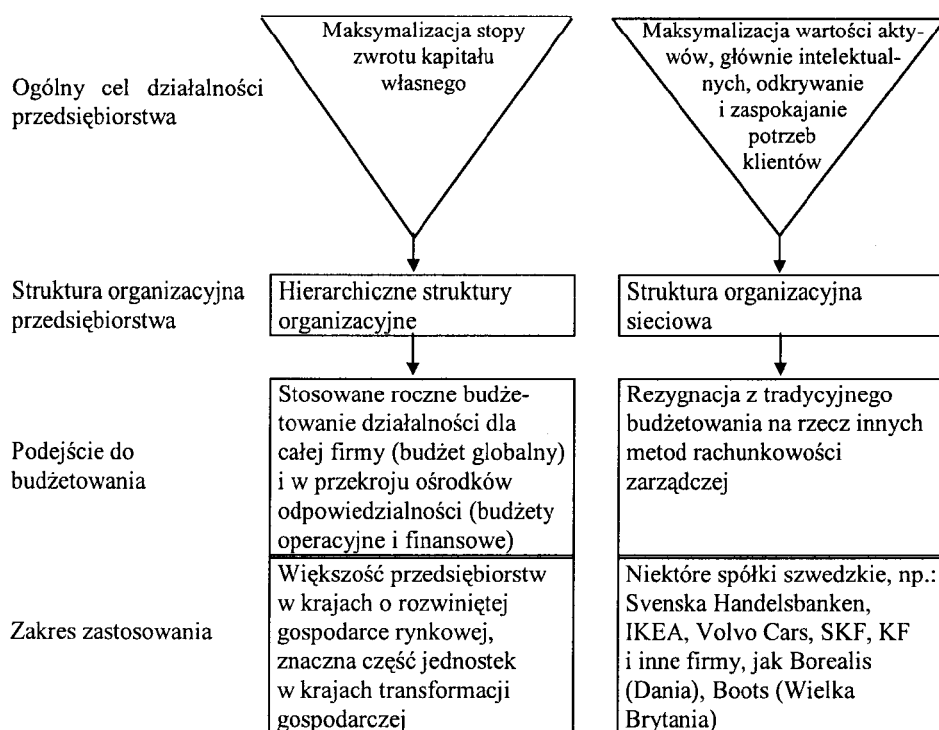 Ogólny cel działalności
przedsiębiorstwa
Maksymalizacja stopy
zwrotu kapitału
własnego
Maksymalizacja wartości akty-
wów, głównie intelektual-
nych, odkrywanie
i zaspokajanie
potrzeb
klientów
Struktura organizacyjna
przedsiębiorstwa
Hierarchiczne struktury
organizacyjne
Struktura organizacyjna
sieciowa
Podejście do
budżetowania
Stosowane roczne budże-
towanie działalności dla
całej firmy (budżet globalny)
i w przekroju ośrodków
odpowiedzialności (budżety
operacyjne i finansowe)
Rezygnacja z tradycyjnego
budżetowania na rzecz innych
metod rachunkowości
zarządczej
Zakres zastosowania
Większość przedsiębiorstw
w krajach o rozwiniętej
gospodarce rynkowej,
znaczna część jednostek
w krajach transformacji
gospodarczej
Niektóre spółki szwedzkie, np.:
Svenska Handelsbanken,
IKEA, Volvo Cars, SKF, KF
i inne firmy, jak Borealis
(Dania), Boots (Wielka
Brytania)